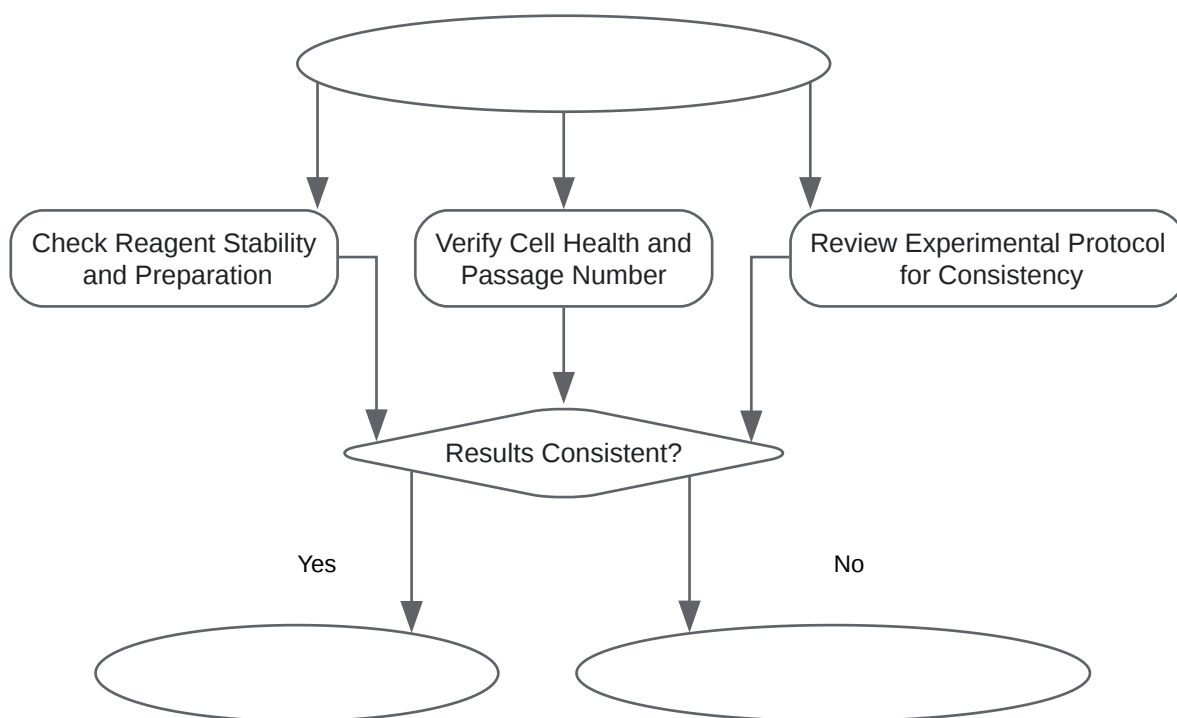 Check Reagent Stability
and Preparation
Verify Cell Health and
Passage Number
Review Experimental Protocol
for Consistency
Results Consistent?
Yes
No